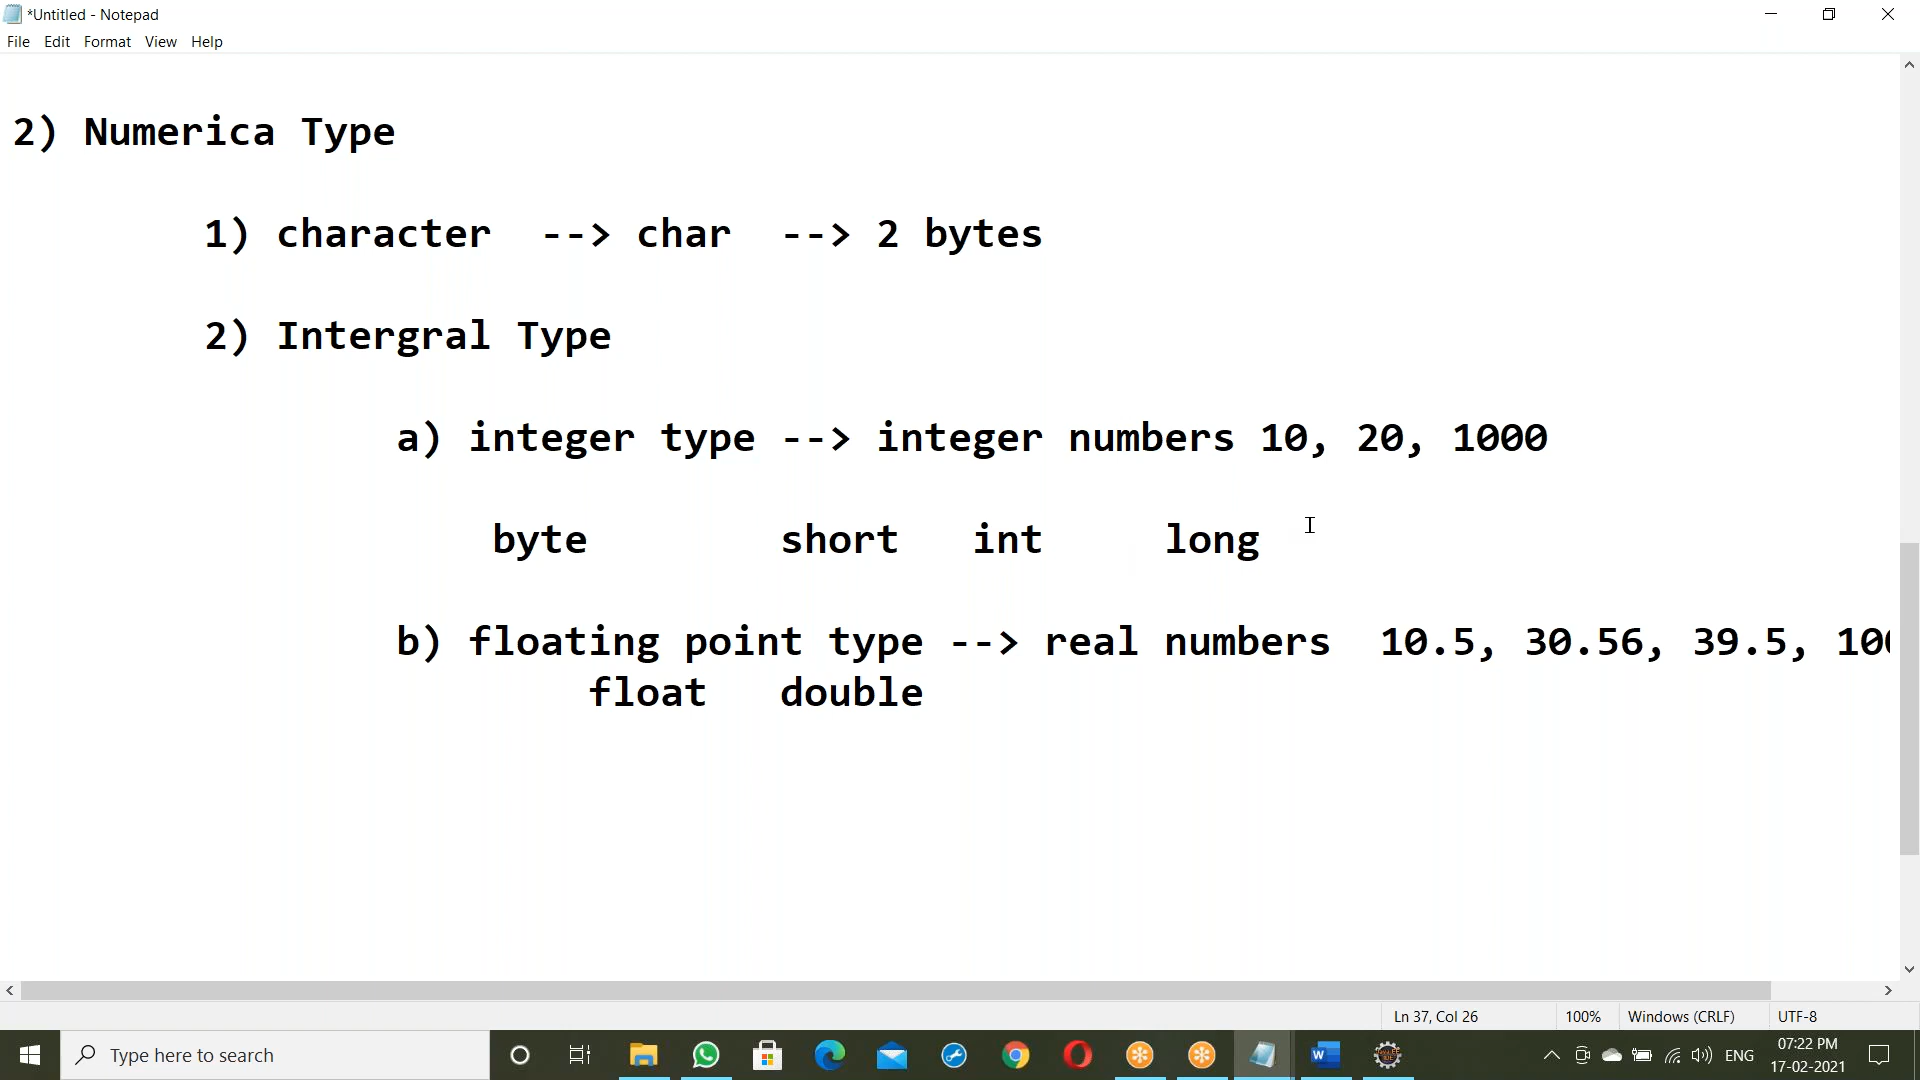 *Untitled - Notepad
File Edit Format View Help
2) Numerica Type
1) character --> char --> 2 bytes
2) Intergral Type
a) integer type --> integer numbers 10, 20, 1000
byte short int long
b) floating point type --> real numbers 10.5, 30.56, 39.5, 100
float double
Ln 37, Col 26 100% Windows (CRLF) UTF-8
Type here to search
ENG
07:22 PM
17-02-2021